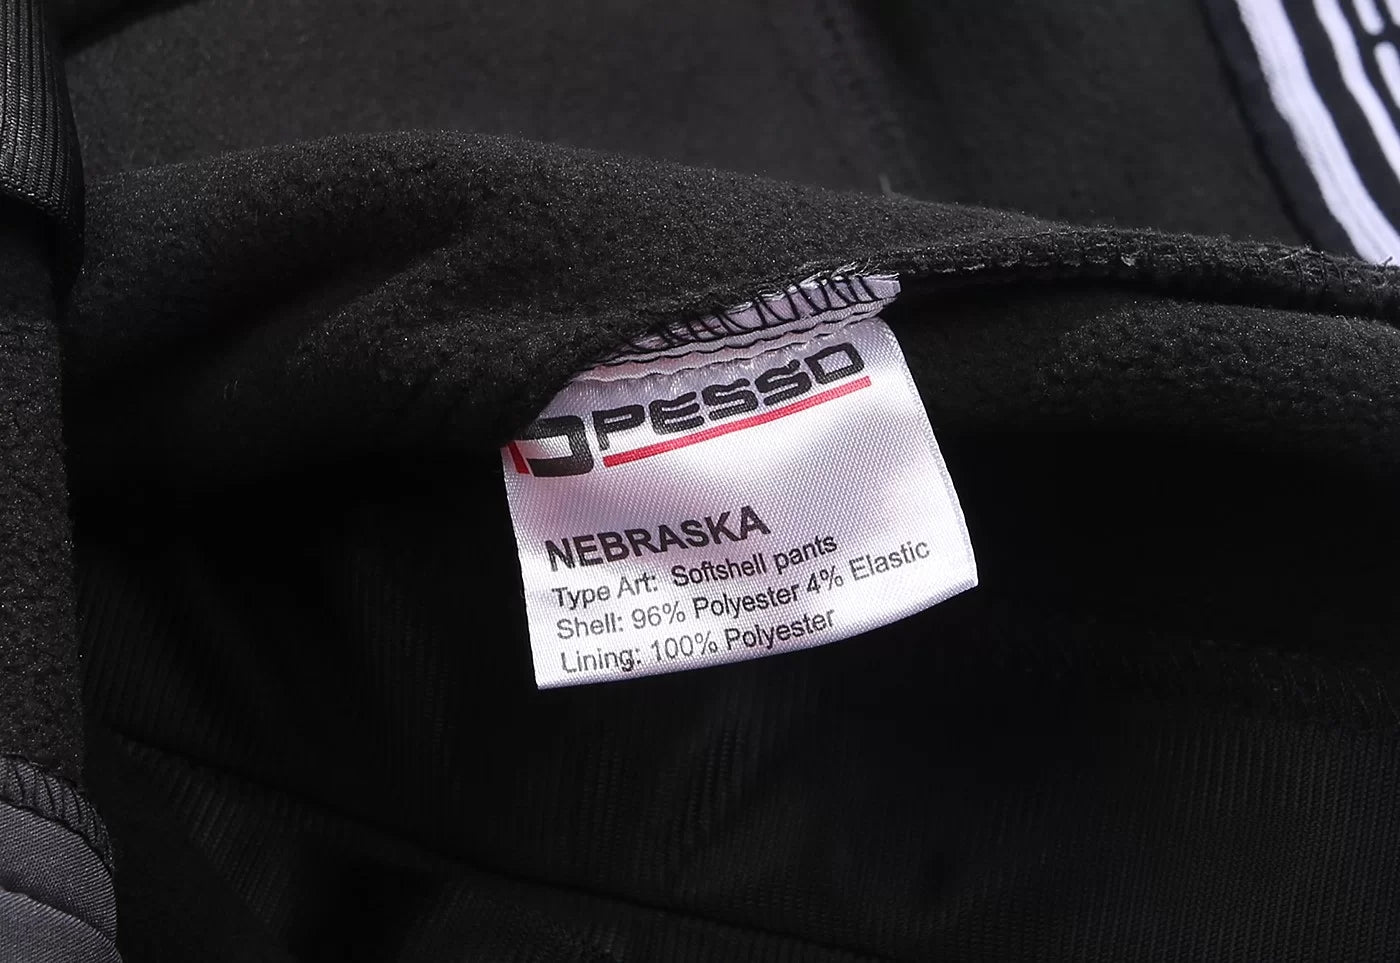 PESSO
NEBRASKA
Type Art: Softshell pants
Shell: 96% Polyester 4% Elastic
Lining: 100% Polyester